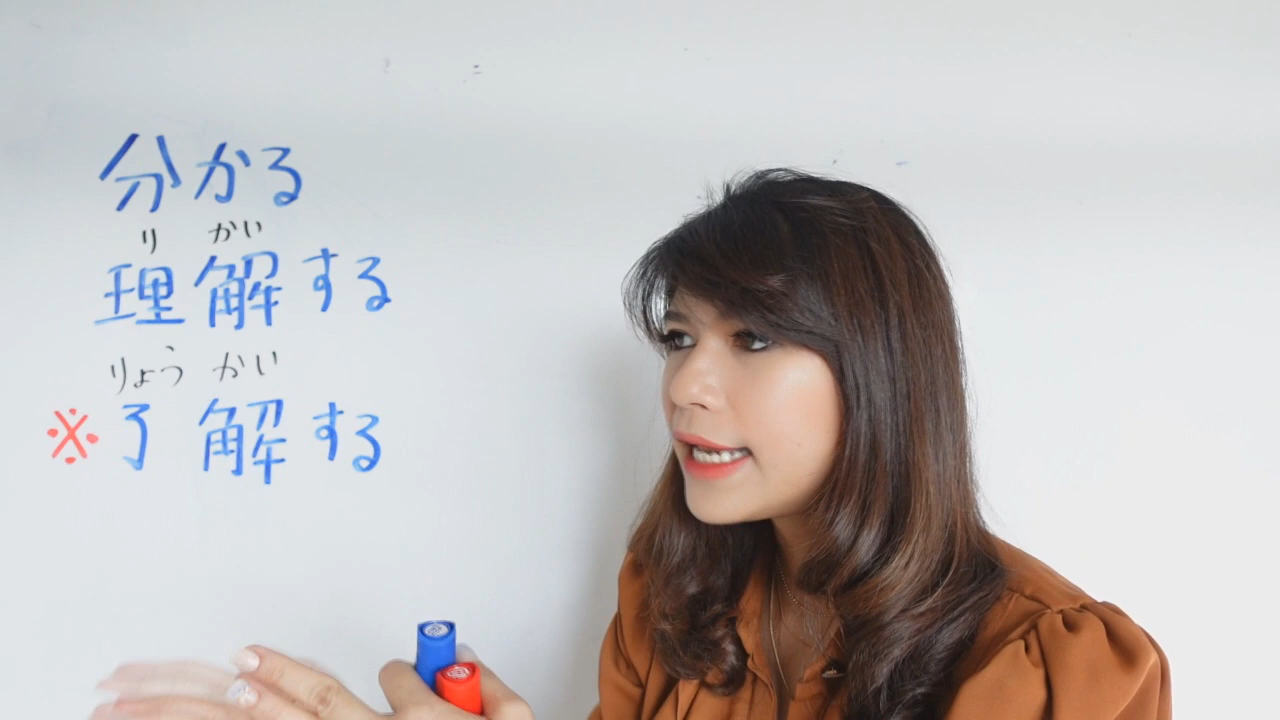 分かる
り かい
理解する
りょう かい
※了解する